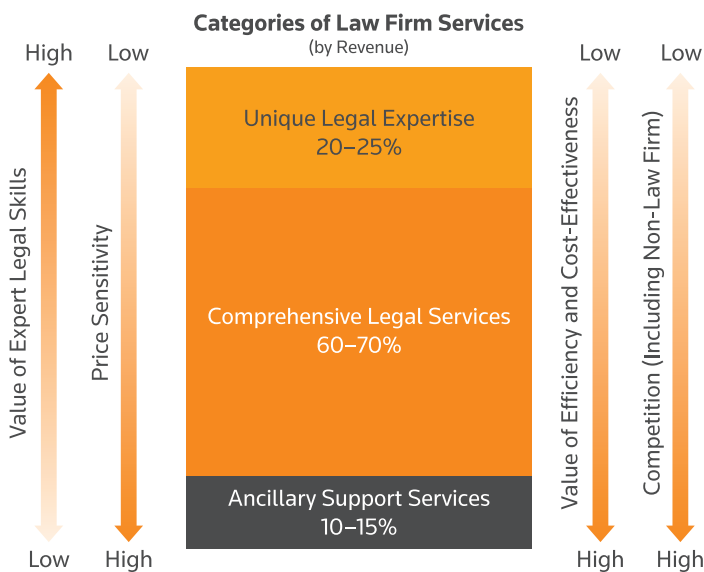 Categories of Law Firm Services
(by Revenue)
High
Low
Low
Low
Value of Expert Legal Skills
Price Sensitivity
Unique Legal Expertise
20–25%
Comprehensive Legal Services
60–70%
Ancillary Support Services
10–15%
Value of Efficiency and Cost-Effectiveness
Competition (Including Non-Law Firm)
Low
High
High
High